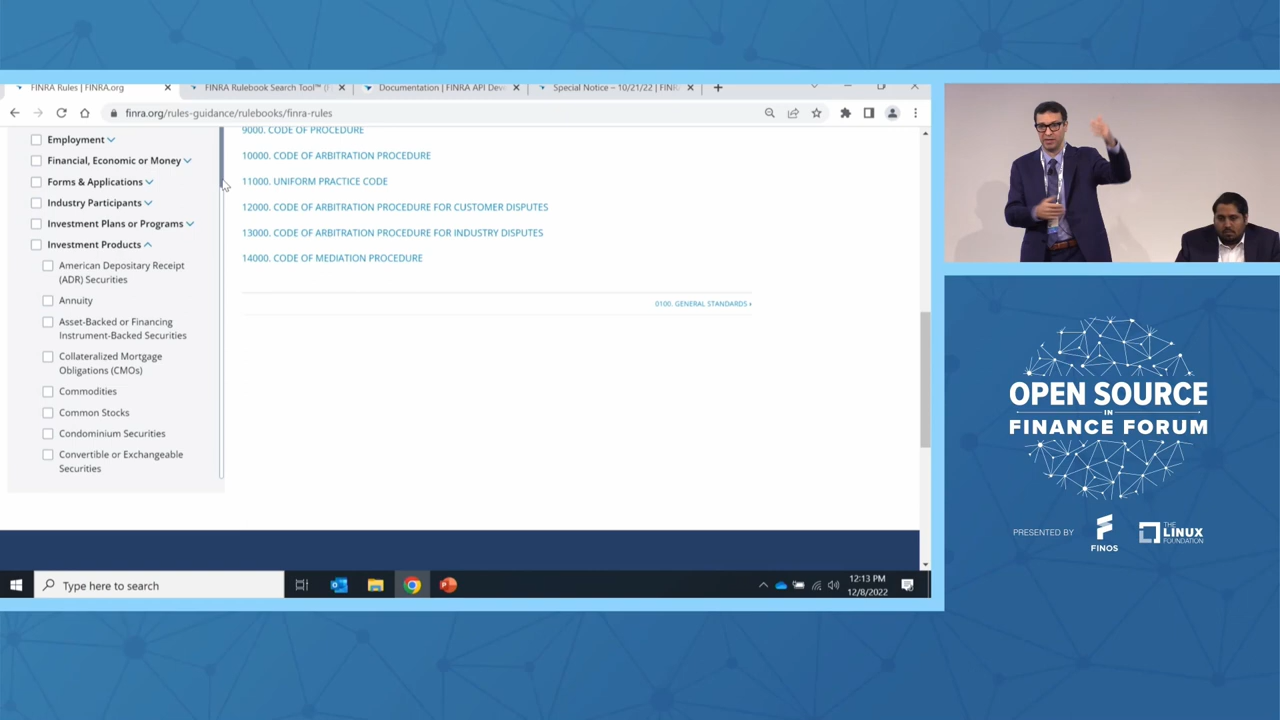 FINRA Rules | FINRA.org
FINRA Rulebook Search Tool™ (
Documentation | FINRA API Dev
Special Notice – 10/21/22 | FINR
finra.org/rules-guidance/rulebooks/finra-rules
Employment
Financial, Economic or Money
Forms & Applications
Industry Participants
Investment Plans or Programs
Investment Products
American Depositary Receipt
(ADR) Securities
Annuity
Asset-Backed or Financing
Instrument-Backed Securities
Collateralized Mortgage
Obligations (CMOs)
Commodities
Common Stocks
Condominium Securities
Convertible or Exchangeable
Securities
9000. CODE OF PROCEDURE
10000. CODE OF ARBITRATION PROCEDURE
11000. UNIFORM PRACTICE CODE
12000. CODE OF ARBITRATION PROCEDURE FOR CUSTOMER DISPUTES
13000. CODE OF ARBITRATION PROCEDURE FOR INDUSTRY DISPUTES
14000. CODE OF MEDIATION PROCEDURE
0100. GENERAL STANDARDS
Type here to search
12:13 PM
12/8/2022
OPEN SOURCE
IN
FINANCE FORUM
PRESENTED BY
FINOS
THE
LINUX
FOUNDATION